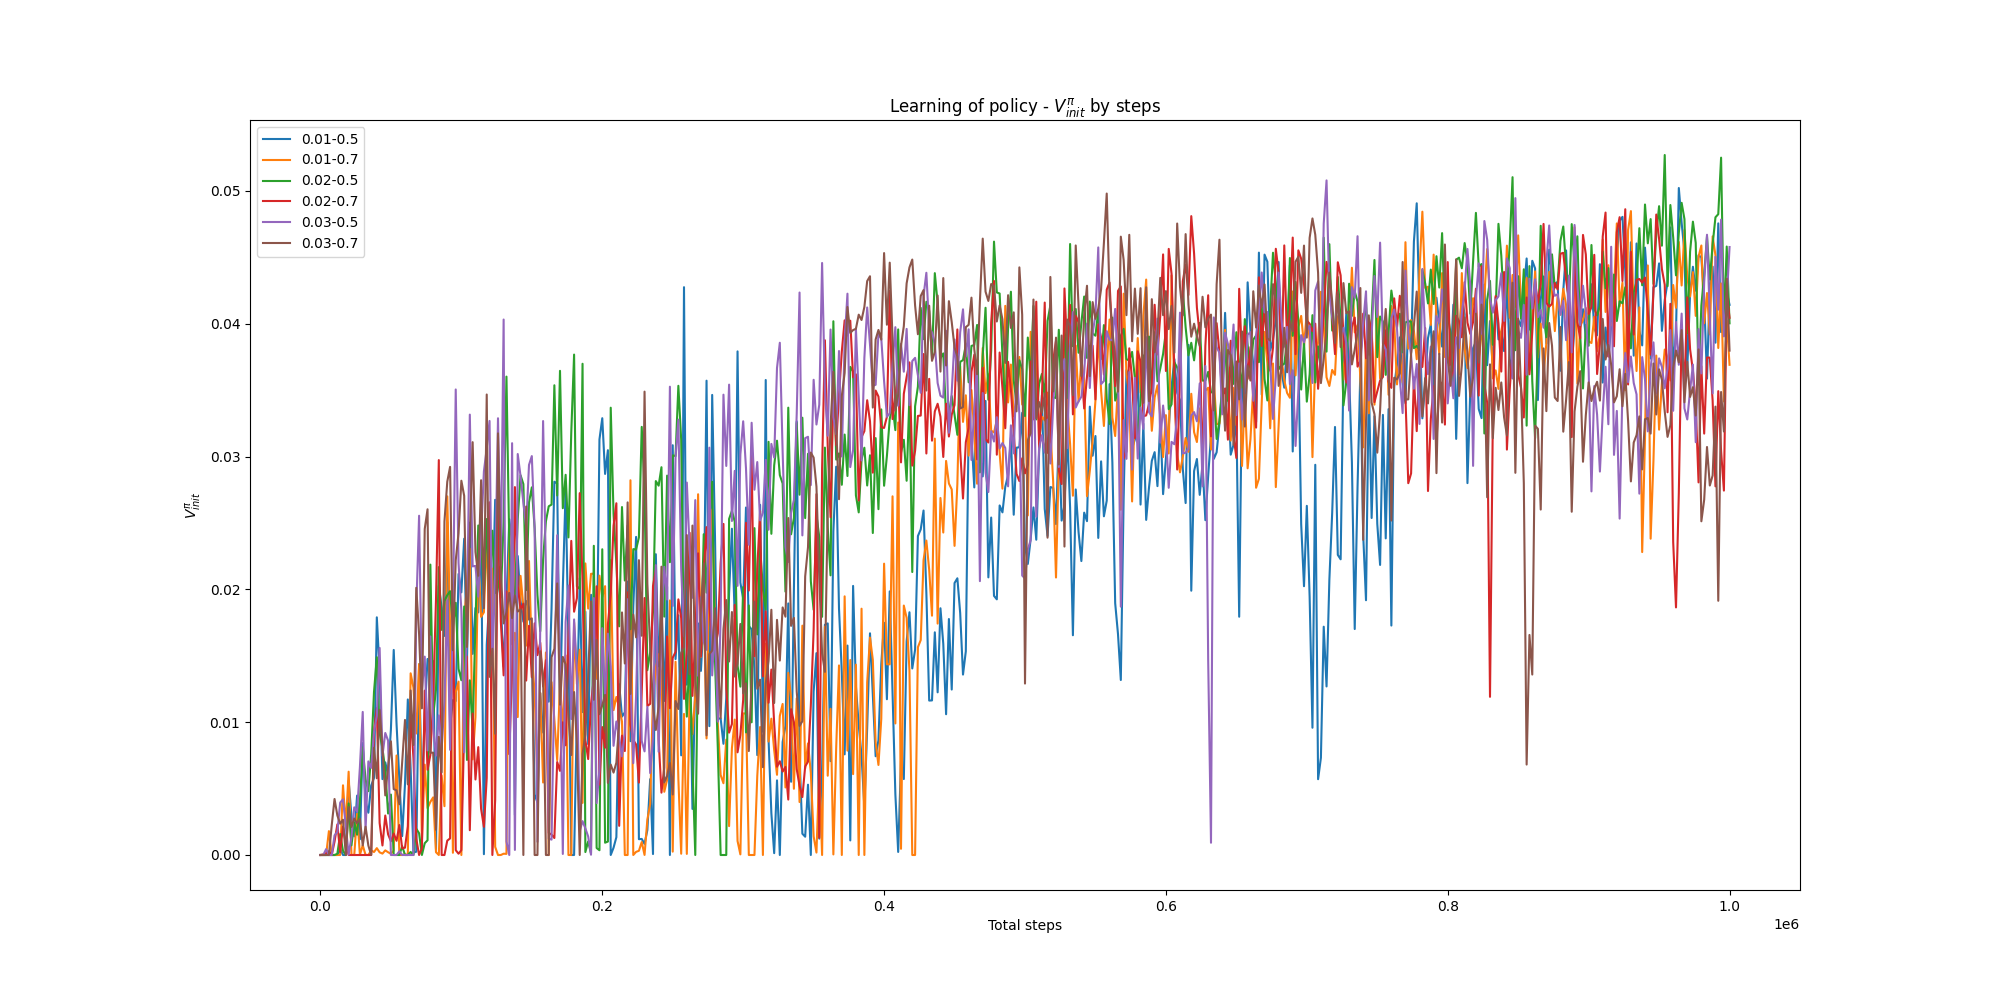 Learning of policy - $V_{init}^{\pi}$ by steps
0.01-0.5
0.01-0.7
0.02-0.5
0.02-0.7
0.03-0.5
0.03-0.7
0.05
0.04
0.03
0.02
0.01
0.00
$V_{init}^{\pi}$
0.0 0.2 0.4 0.6 0.8 1.0
Total steps
1e6